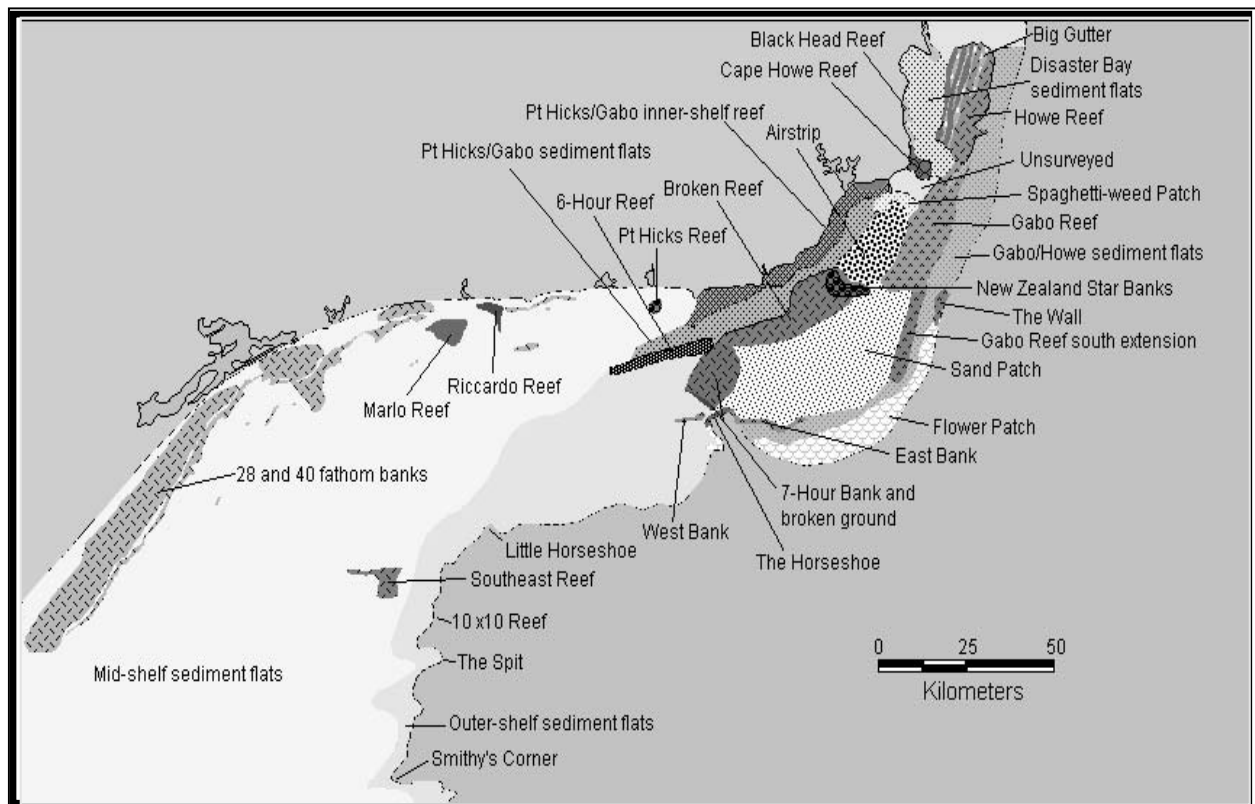 Black Head Reef
Big Gutter
Cape Howe Reef
Disaster Bay
sediment flats
Pt Hicks/Gabo inner-shelf reef
Howe Reef
Airstrip
Pt Hicks/Gabo sediment flats
Unsurveyed
6-Hour Reef
Broken Reef
Spaghetti-weed Patch
Pt Hicks Reef
Gabo Reef
Gabo/Howe sediment flats
New Zealand Star Banks
The Wall
Gabo Reef south extension
Sand Patch
Riccardo Reef
Marlo Reef
Flower Patch
East Bank
28 and 40 fathom banks
7-Hour Bank and
broken ground
West Bank
Little Horseshoe
The Horseshoe
Southeast Reef
10 x10 Reef
The Spit
Mid-shelf sediment flats
0 25 50
Kilometers
Outer-shelf sediment flats
Smithy's Corner